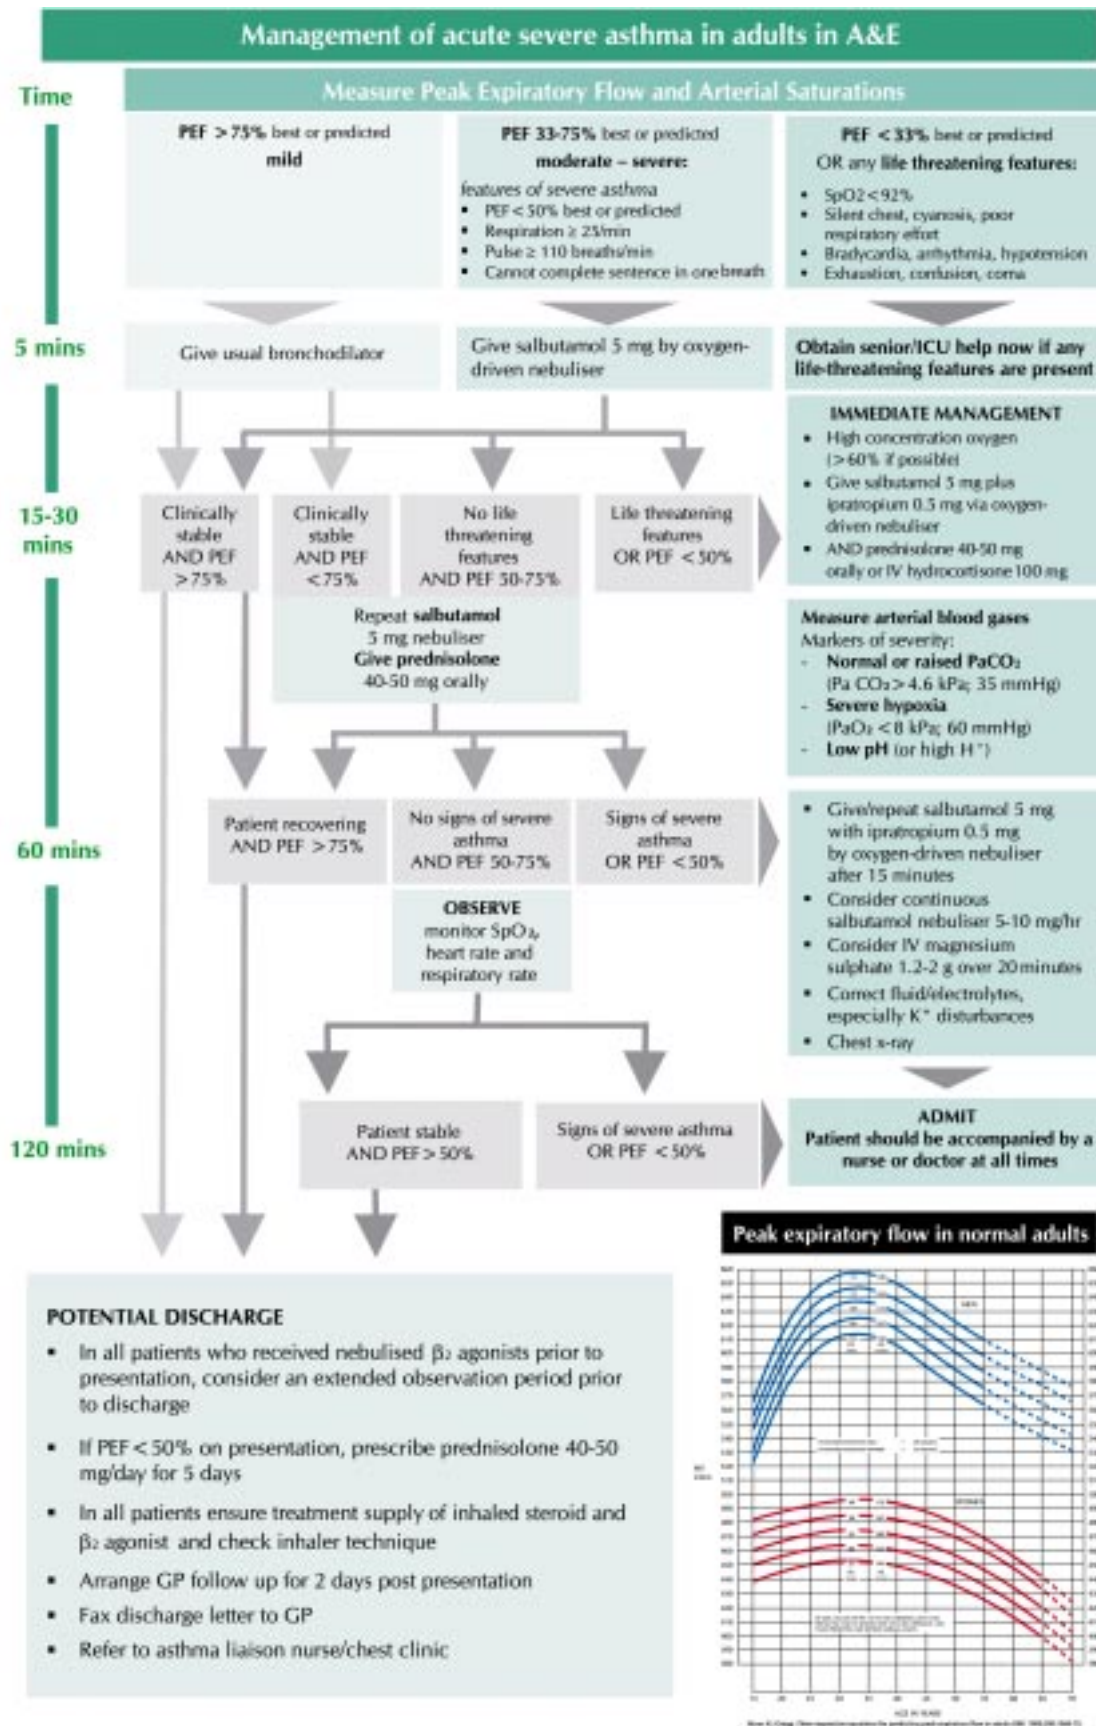 Management of acute severe asthma in adults in A&E
Time
Measure Peak Expiratory Flow and Arterial Saturations
PEF >75% best or predicted
mild
PEF 33-75% best or predicted
moderate – severe:
features of severe asthma
▪ PEF<50% best or predicted
▪ Respiration ≥ 25/min
▪ Pulse ≥ 110 breaths/min
▪ Cannot complete sentence in one breath
PEF <33% best or predicted
OR any life threatening features:
▪ SpO2<92%
▪ Silent chest, cyanosis, poor
respiratory effort
▪ Bradycardia, arrhythmia, hypotension
▪ Exhaustion, confusion, coma
5 mins
Give usual bronchodilator
Give salbutamol 5 mg by oxygen-
driven nebuliser
Obtain senior/ICU help now if any
life-threatening features are present
IMMEDIATE MANAGEMENT
• High concentration oxygen
(>60% if possible)
• Give salbutamol 5 mg plus
ipratropium 0.5 mg via oxygen-
driven nebuliser
• AND prednisolone 40-50 mg
orally or IV hydrocortisone 100 mg
15-30
mins
Clinically
stable
AND PEF
>75%
Clinically
stable
AND PEF
<75%
No life
threatening
features
AND PEF 50-75%
Life threatening
features
OR PEF <50%
Repeat salbutamol
5 mg nebuliser
Give prednisolone
40-50 mg orally
Measure arterial blood gases
Markers of severity:
- Normal or raised PaCO₂
(Pa CO₂>4.6 kPa; 35 mmHg)
- Severe hypoxia
(PaO₂ <8 kPa; 60 mmHg)
- Low pH (or high H⁺)
60 mins
Patient recovering
AND PEF >75%
No signs of severe
asthma
AND PEF 50-75%
Signs of severe
asthma
OR PEF <50%
▪ Give/repeat salbutamol 5 mg
with ipratropium 0.5 mg
by oxygen-driven nebuliser
after 15 minutes
▪ Consider continuous
salbutamol nebuliser 5-10 mg/hr
▪ Consider IV magnesium
sulphate 1.2-2 g over 20 minutes
▪ Correct fluid/electrolytes,
especially K⁺ disturbances
▪ Chest x-ray
OBSERVE
monitor SpO₂,
heart rate and
respiratory rate
120 mins
Patient stable
AND PEF>50%
Signs of severe asthma
OR PEF <50%
ADMIT
Patient should be accompanied by a
nurse or doctor at all times
POTENTIAL DISCHARGE
▪ In all patients who received nebulised β₂ agonists prior to
presentation, consider an extended observation period prior
to discharge
▪ If PEF<50% on presentation, prescribe prednisolone 40-50
mg/day for 5 days
▪ In all patients ensure treatment supply of inhaled steroid and
β₂ agonist and check inhaler technique
▪ Arrange GP follow up for 2 days post presentation
▪ Fax discharge letter to GP
▪ Refer to asthma liaison nurse/chest clinic
Peak expiratory flow in normal adults
MEN
WOMEN
AGE IN YEARS